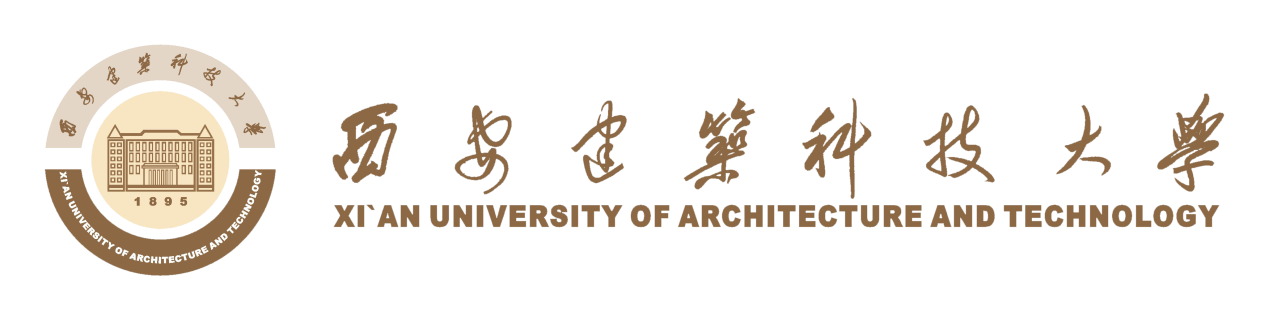 西安建築科技大學
1895
XI`AN UNIVERSITY OF ARCHITECTURE AND TECHNOLOGY
西安建築科技大學
XI`AN UNIVERSITY OF ARCHITECTURE AND TECHNOLOGY